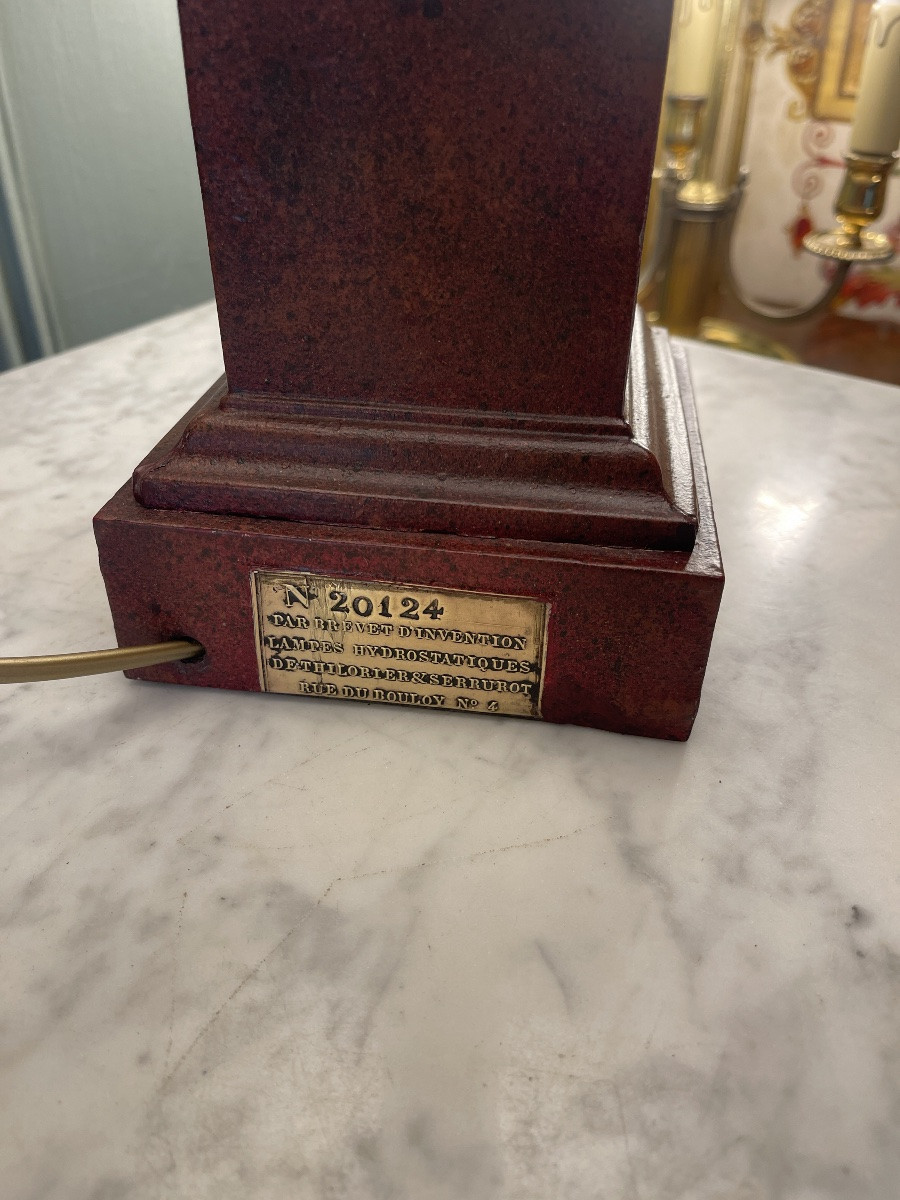 N° 20124
PAR BREVET D'INVENTION
LAMPES HYDROSTATIQUES
DE THILORIER & SERRUROT
RUE DU BOULOY N° 4